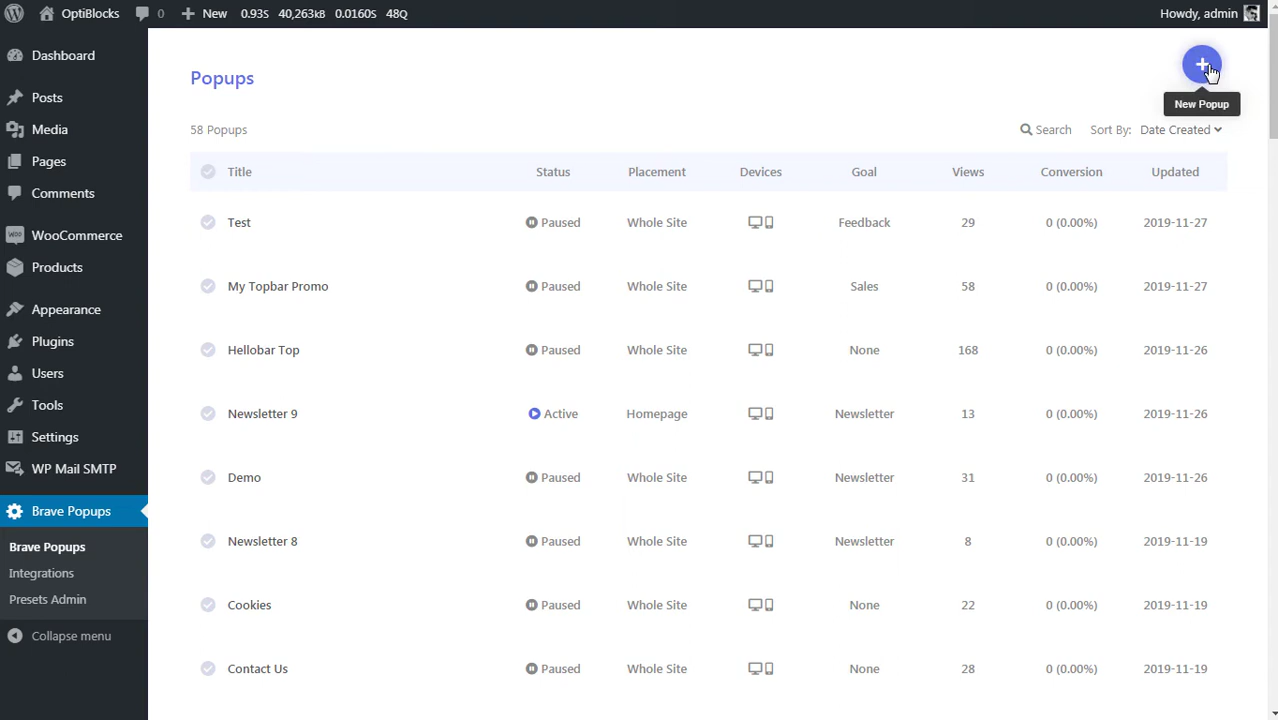 OptiBlocks 0 New 0.93s 40,263kB 0.0160s 48Q Howdy, admin
Dashboard
Posts
Media
Pages
Comments
WOO WooCommerce
Products
Appearance
Plugins
Users
Tools
Settings
WP Mail SMTP
Brave Popups
Brave Popups
Integrations
Presets Admin
Collapse menu
Popups
New Popup
58 Popups Search Sort By: Date Created
Title Status Placement Devices Goal Views Conversion Updated
Test Paused Whole Site Feedback 29 0 (0.00%) 2019-11-27
My Topbar Promo Paused Whole Site Sales 58 0 (0.00%) 2019-11-27
Hellobar Top Paused Whole Site None 168 0 (0.00%) 2019-11-26
Newsletter 9 Active Homepage Newsletter 13 0 (0.00%) 2019-11-26
Demo Paused Whole Site Newsletter 31 0 (0.00%) 2019-11-26
Newsletter 8 Paused Whole Site Newsletter 8 0 (0.00%) 2019-11-19
Cookies Paused Whole Site None 22 0 (0.00%) 2019-11-19
Contact Us Paused Whole Site None 28 0 (0.00%) 2019-11-19